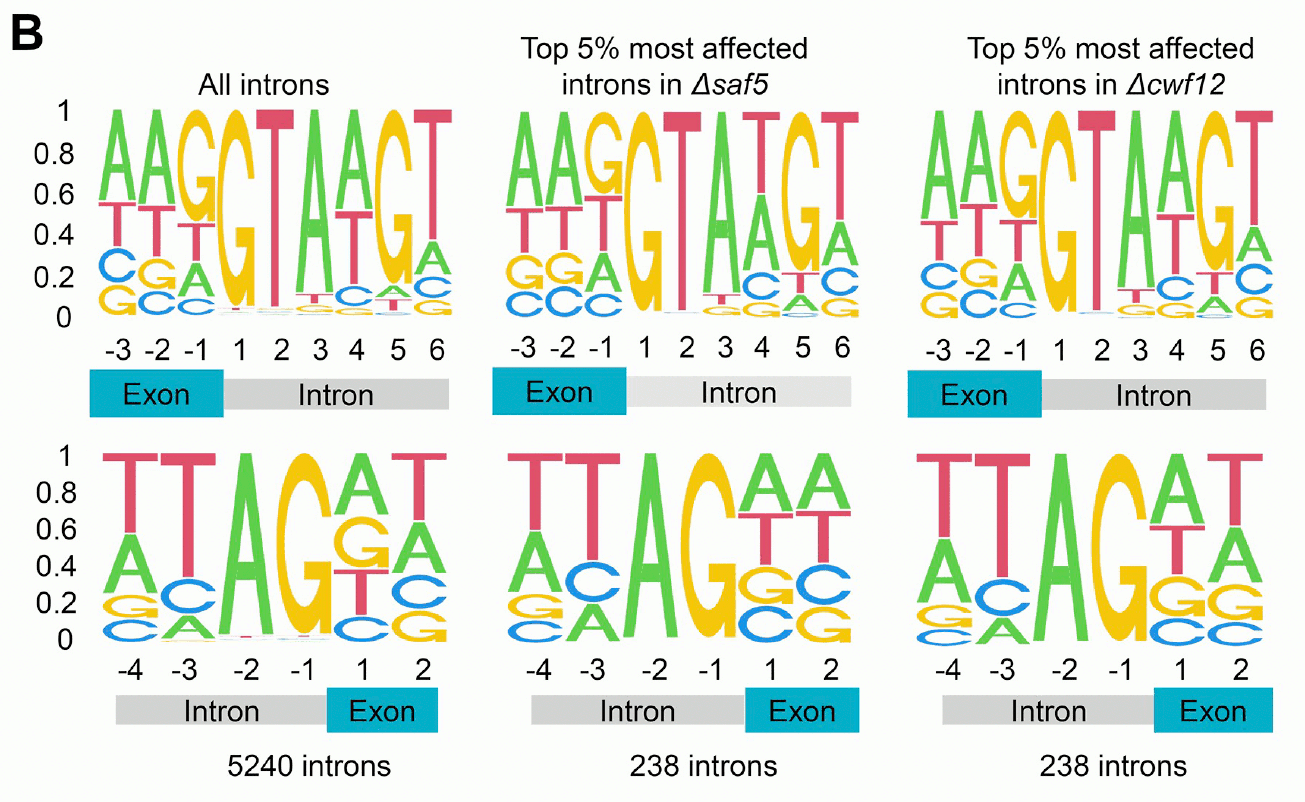 B
All introns
Top 5% most affected
introns in Δsaf5
Top 5% most affected
introns in Δcwf12
1
0.8
0.6
0.4
0.2
0
A A G G T A A G T
T T T T T A A
C G A G C T C
G C C G C G
-3 -2 -1 1 2 3 4 5 6
Exon Intron
A A G G T A T G T
T T T T A T A
G G A G C A C
C C C G C G
-3 -2 -1 1 2 3 4 5 6
Exon Intron
A A G G T A A G T
T T T T T T A
C G A G C A C
G C C G C G
-3 -2 -1 1 2 3 4 5 6
Exon Intron
1
0.8
0.6
0.4
0.2
0
T T A G A T
A C G A
G A T C
C C G
-4 -3 -2 -1 1 2
Intron Exon
5240 introns
T T A G A A
A C T T
G A G C
C C G
-4 -3 -2 -1 1 2
Intron Exon
238 introns
T T A G A T
A C T A
G A G G
C C C
-4 -3 -2 -1 1 2
Intron Exon
238 introns